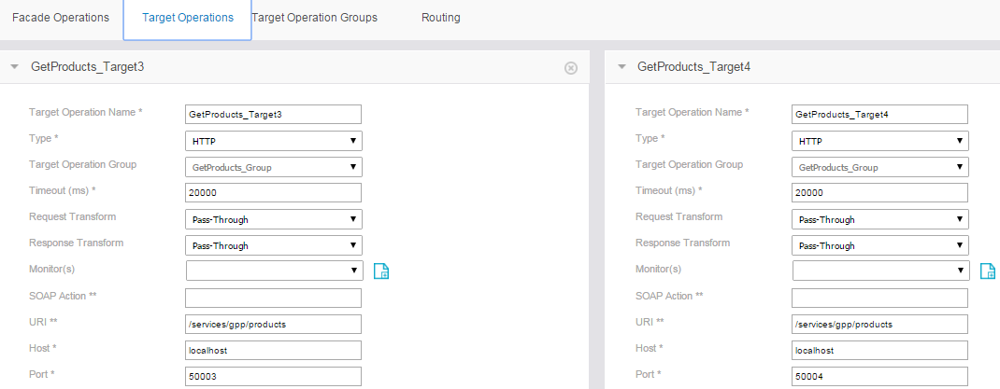 Facade Operations Target Operations Target Operation Groups Routing
GetProducts_Target3
Target Operation Name * GetProducts_Target3
Type * HTTP
Target Operation Group GetProducts_Group
Timeout (ms) * 20000
Request Transform Pass-Through
Response Transform Pass-Through
Monitor(s)
SOAP Action **
URI ** /services/gpp/products
Host * localhost
Port * 50003
GetProducts_Target4
Target Operation Name * GetProducts_Target4
Type * HTTP
Target Operation Group GetProducts_Group
Timeout (ms) * 20000
Request Transform Pass-Through
Response Transform Pass-Through
Monitor(s)
SOAP Action **
URI ** /services/gpp/products
Host * localhost
Port * 50004